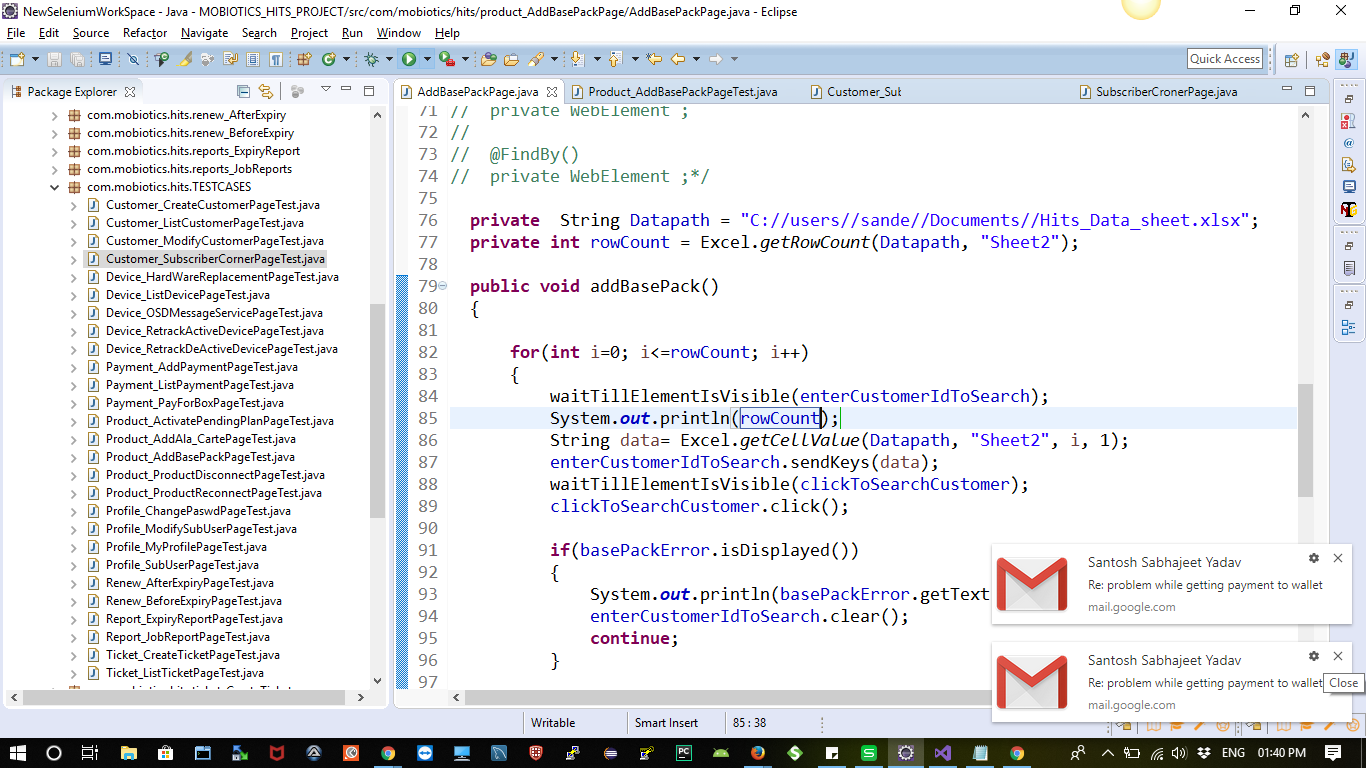 NewSeleniumWorkSpace - Java - MOBIOTICS_HITS_PROJECT/src/com/mobiotics/hits/product_AddBasePackPage/AddBasePackPage.java - Eclipse
File Edit Source Refactor Navigate Search Project Run Window Help
Quick Access
Package Explorer
AddBasePackPage.java
Product_AddBasePackPageTest.java
Customer_Sub
SubscriberCronerPage.java
com.mobiotics.hits.renew_AfterExpiry
com.mobiotics.hits.renew_BeforeExpiry
com.mobiotics.hits.reports_ExpiryReport
com.mobiotics.hits.reports_JobReports
com.mobiotics.hits.TESTCASES
Customer_CreateCustomerPageTest.java
Customer_ListCustomerPageTest.java
Customer_ModifyCustomerPageTest.java
Customer_SubscriberCornerPageTest.java
Device_HardWareReplacementPageTest.java
Device_ListDevicePageTest.java
Device_OSDMessageServicePageTest.java
Device_RetrackActiveDevicePageTest.java
Device_RetrackDeActiveDevicePageTest.java
Payment_AddPaymentPageTest.java
Payment_ListPaymentPageTest.java
Payment_PayForBoxPageTest.java
Product_ActivatePendingPlanPageTest.java
Product_AddAla_CartePageTest.java
Product_AddBasePackPageTest.java
Product_ProductDisconnectPageTest.java
Product_ProductReconnectPageTest.java
Profile_ChangePaswdPageTest.java
Profile_ModifySubUserPageTest.java
Profile_MyProfilePageTest.java
Profile_SubUserPageTest.java
Renew_AfterExpiryPageTest.java
Renew_BeforeExpiryPageTest.java
Report_ExpiryReportPageTest.java
Report_JobReportPageTest.java
Ticket_CreateTicketPageTest.java
Ticket_ListTicketPageTest.java
71 // private WebElement ;
72 //
73 // @FindBy()
74 // private WebElement ;*/
75
76 private String Datapath = "C://users//sande//Documents//Hits_Data_sheet.xlsx";
77 private int rowCount = Excel.getRowCount(Datapath, "Sheet2");
78
79 public void addBasePack()
80 {
81
82 for(int i=0; i<=rowCount; i++)
83 {
84 waitTillElementIsVisible(enterCustomerIdToSearch);
85 System.out.println(rowCount);
86 String data= Excel.getCellValue(Datapath, "Sheet2", i, 1);
87 enterCustomerIdToSearch.sendKeys(data);
88 waitTillElementIsVisible(clickToSearchCustomer);
89 clickToSearchCustomer.click();
90
91 if(basePackError.isDisplayed())
92 {
93 System.out.println(basePackError.getText
94 enterCustomerIdToSearch.clear();
95 continue;
96 }
97
Santosh Sabhajeet Yadav
Re: problem while getting payment to wallet
mail.google.com
Santosh Sabhajeet Yadav
Re: problem while getting payment to wallet
mail.google.com
Close
Writable
Smart Insert
85 : 38
ENG
01:40 PM